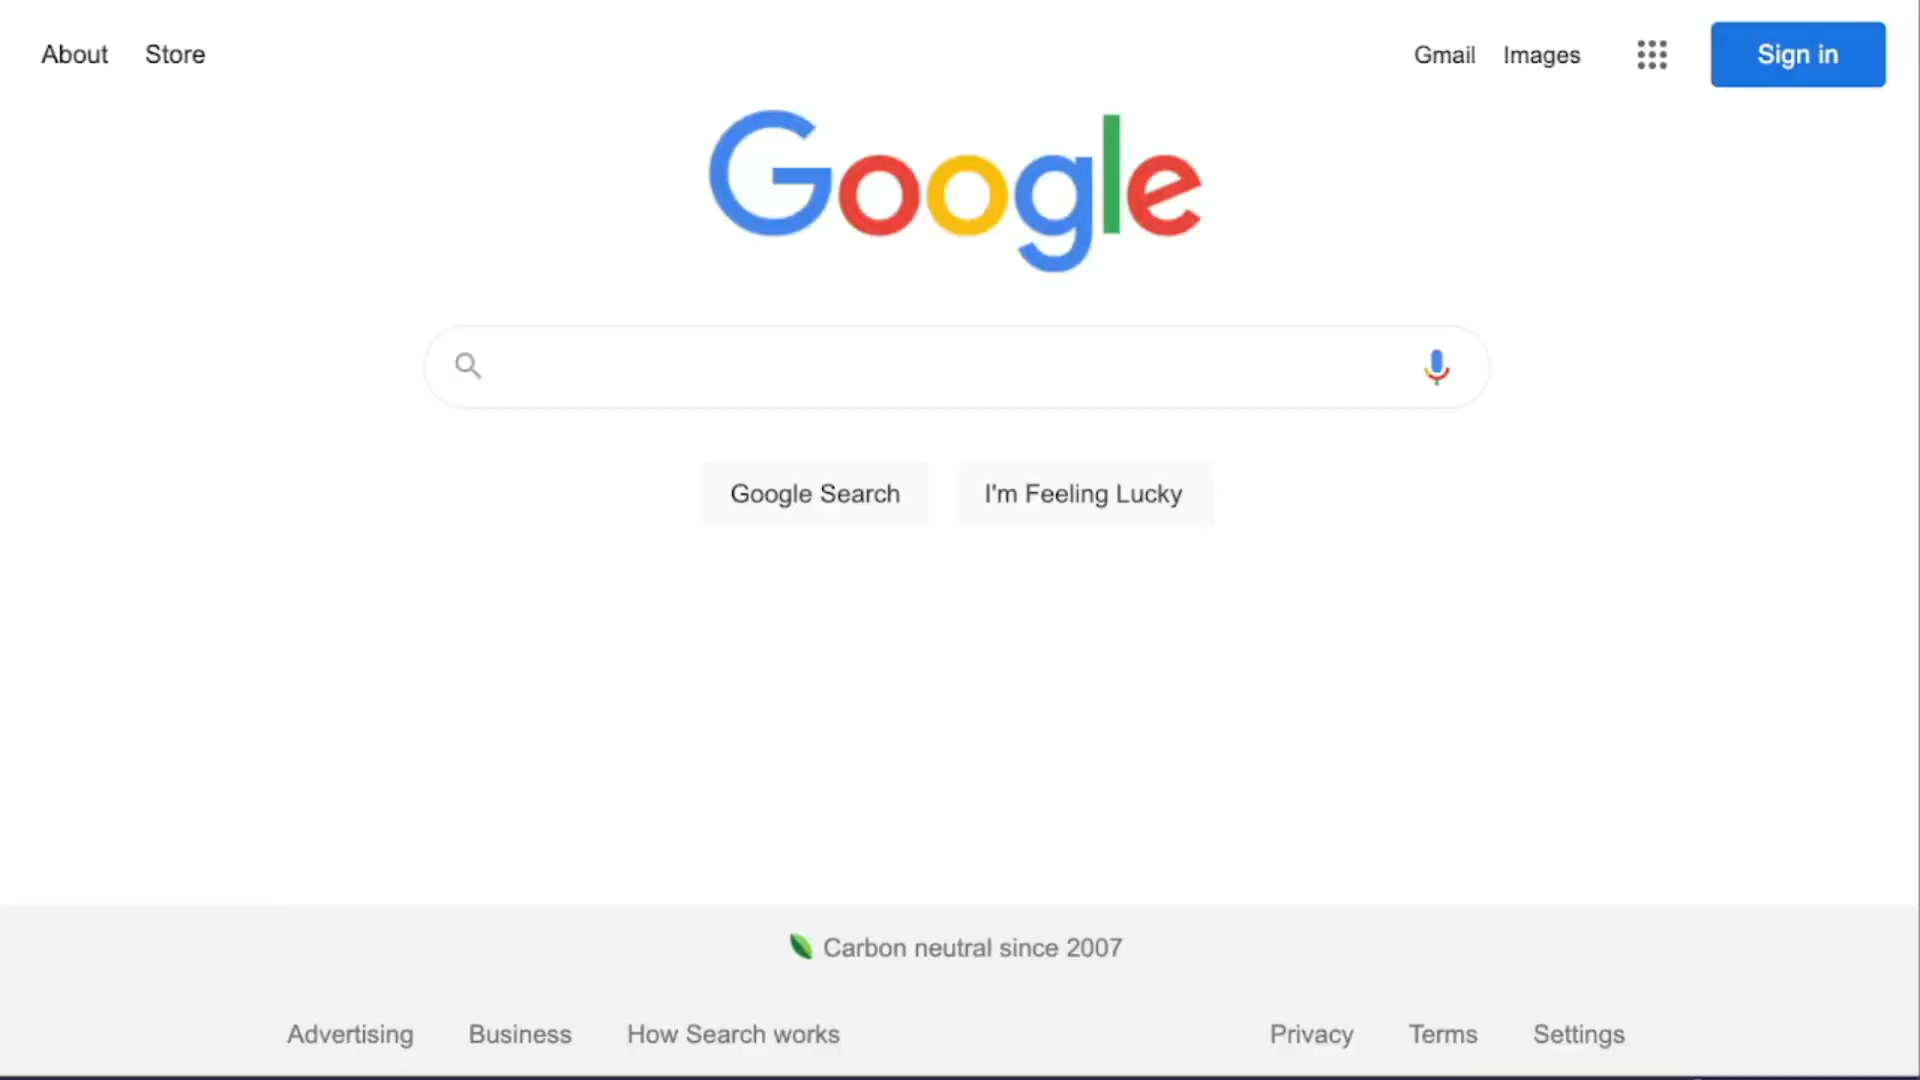 About Store Gmail Images Sign in
Google
Google Search I'm Feeling Lucky
Carbon neutral since 2007
Advertising Business How Search works Privacy Terms Settings